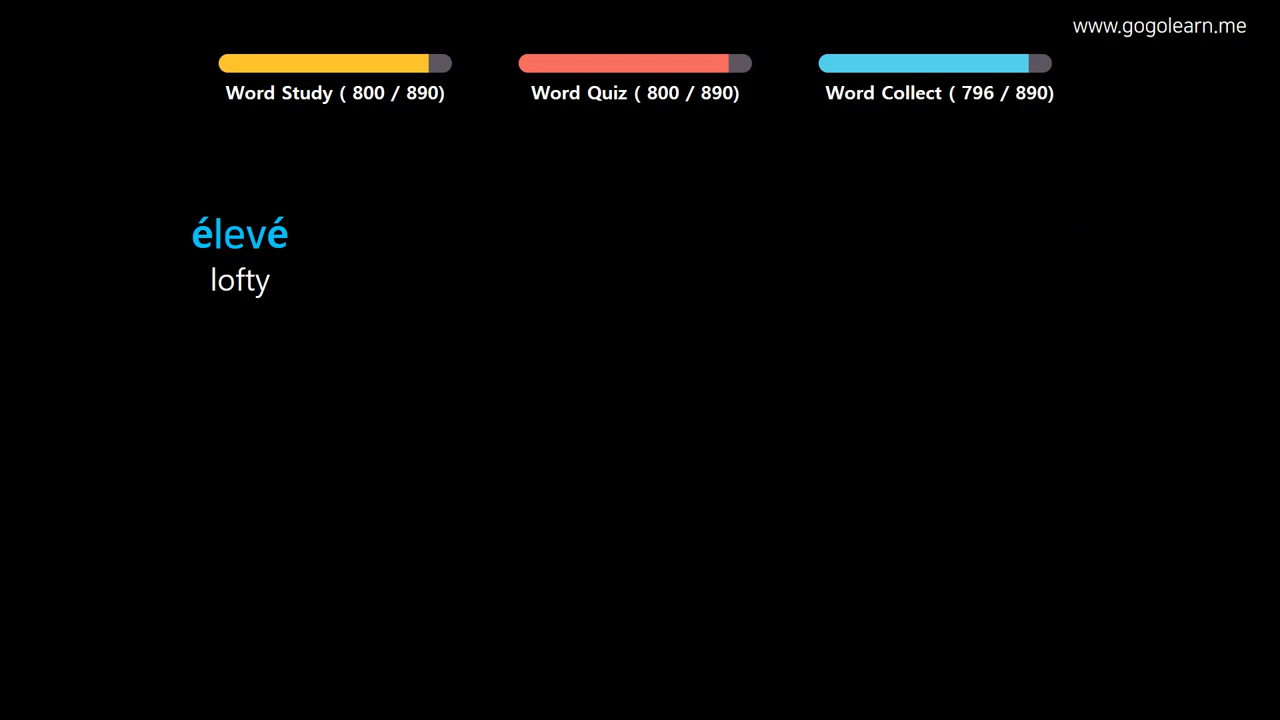 www.gogolearn.me
Word Study ( 800 / 890)
Word Quiz ( 800 / 890)
Word Collect ( 796 / 890)
élevé
lofty